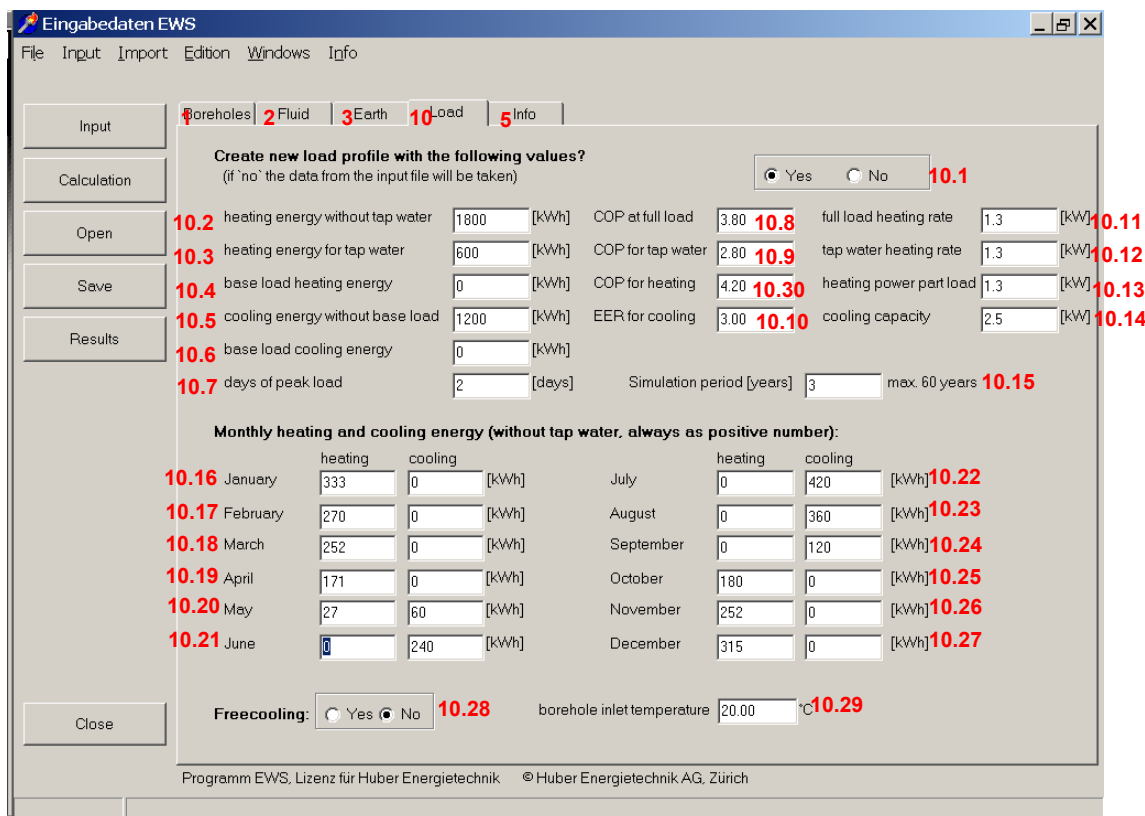 Eingabedaten EWS
File Input Import Edition Windows Info
Input
Calculation
Open
Save
Results
Close
1 Boreholes 2 Fluid 3 Earth 10 Load 5 Info
Create new load profile with the following values?
(if `no` the data from the input file will be taken)
Yes No 10.1
10.2 heating energy without tap water 1800 [kWh] COP at full load 3.80 10.8 full load heating rate 1.3 [kW] 10.11
10.3 heating energy for tap water 600 [kWh] COP for tap water 2.80 10.9 tap water heating rate 1.3 [kW] 10.12
10.4 base load heating energy 0 [kWh] COP for heating 4.20 10.30 heating power part load 1.3 [kW] 10.13
10.5 cooling energy without base load 1200 [kWh] EER for cooling 3.00 10.10 cooling capacity 2.5 [kW] 10.14
10.6 base load cooling energy 0 [kWh]
10.7 days of peak load 2 [days] Simulation period [years] 3 max. 60 years 10.15
Monthly heating and cooling energy (without tap water, always as positive number):
heating cooling heating cooling
10.16 January 333 0 [kWh] July 0 420 [kWh] 10.22
10.17 February 270 0 [kWh] August 0 360 [kWh] 10.23
10.18 March 252 0 [kWh] September 0 120 [kWh] 10.24
10.19 April 171 0 [kWh] October 180 0 [kWh] 10.25
10.20 May 27 60 [kWh] November 252 0 [kWh] 10.26
10.21 June 0 240 [kWh] December 315 0 [kWh] 10.27
Freecooling: Yes No 10.28 borehole inlet temperature 20.00 °C 10.29
Programm EWS, Lizenz für Huber Energietechnik © Huber Energietechnik AG, Zürich